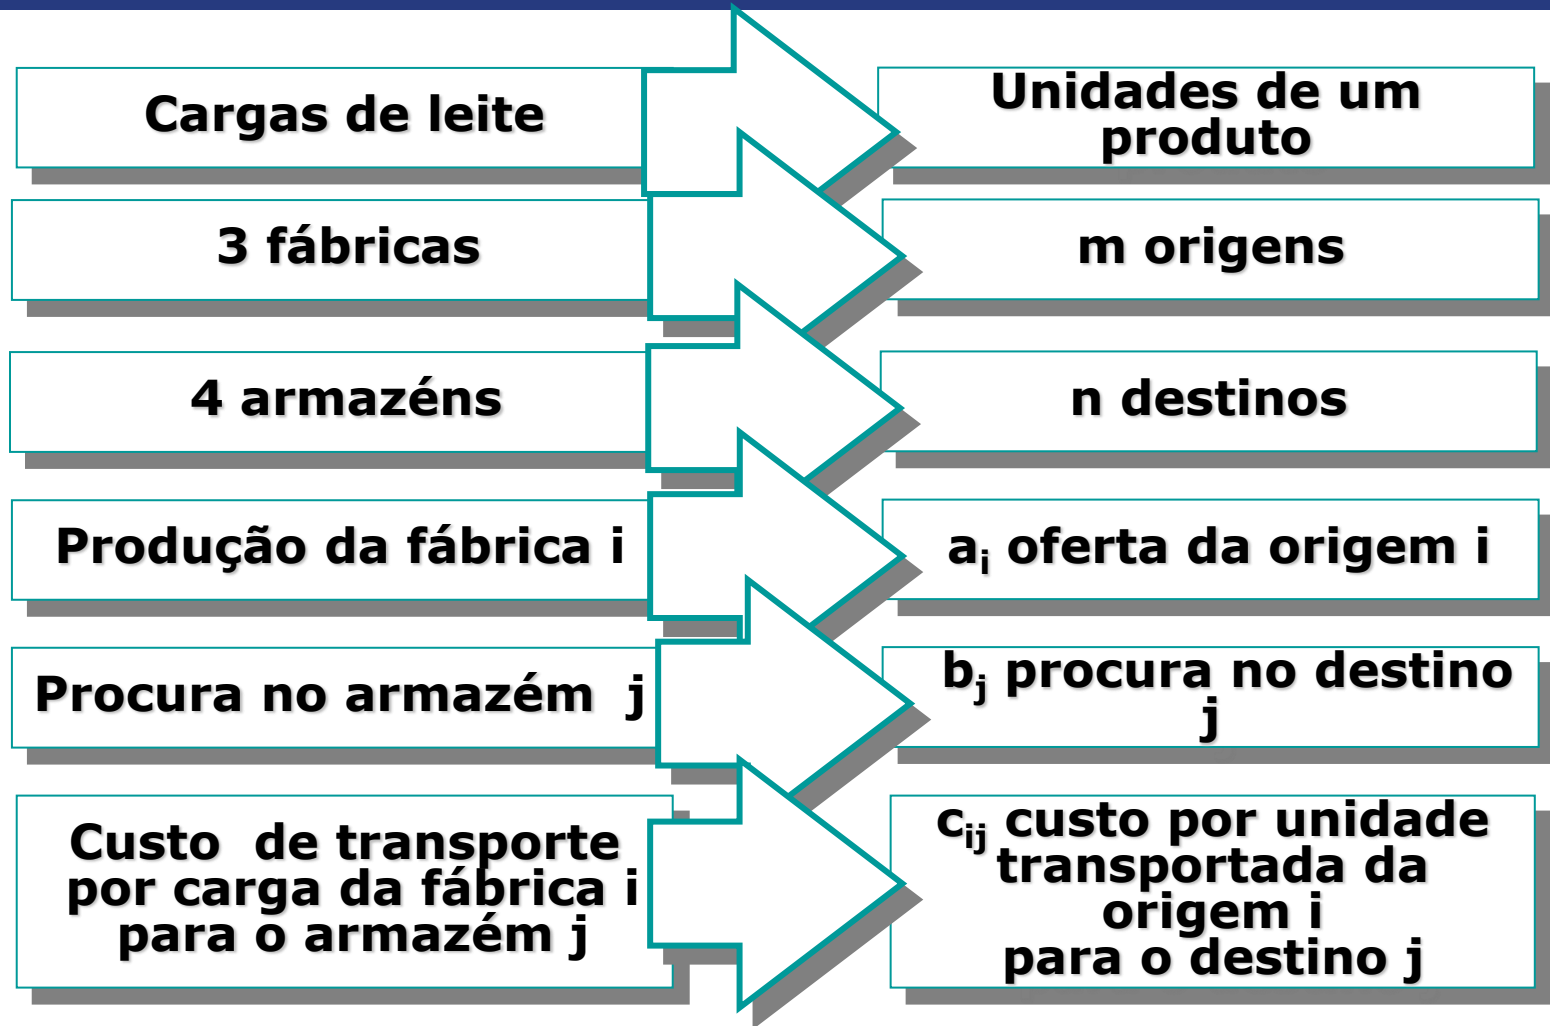 Cargas de leite
Unidades de um
produto
3 fábricas
m origens
4 armazéns
n destinos
Produção da fábrica i
aᵢ oferta da origem i
Procura no armazém  j
bⱼ procura no destino
j
Custo  de transporte
por carga da fábrica i
para o armazém j
cᵢⱼ custo por unidade
transportada da
origem i
para o destino j